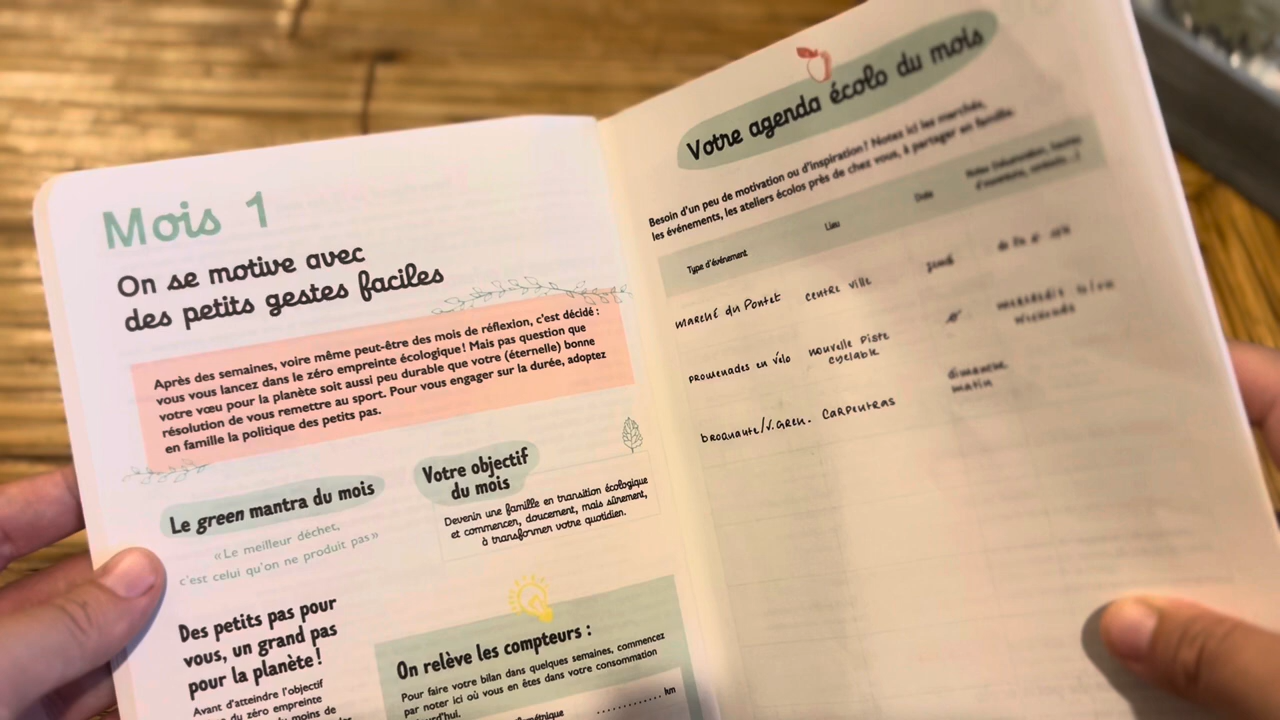 Mois 1
On se motive avec
des petits gestes faciles
Après des semaines, voire même peut-être des mois de réflexion, c'est décidé :
vous vous lancez dans le zéro empreinte écologique ! Mais pas question que
votre vœu pour la planète soit aussi peu durable que votre (éternelle) bonne
résolution de vous remettre au sport. Pour vous engager sur la durée, adoptez
en famille la politique des petits pas.
Le green mantra du mois
« Le meilleur déchet,
c'est celui qu'on ne produit pas »
Des petits pas pour
vous, un grand pas
pour la planète !
Avant d'atteindre l'objectif
du zéro empreinte
du moins de
Votre objectif
du mois
Devenir une famille en transition écologique
et commencer, doucement, mais sûrement,
à transformer votre quotidien.
On relève les compteurs :
Pour faire votre bilan dans quelques semaines, commencez
par noter ici où vous en êtes dans votre consommation
............ km
Votre agenda écolo du mois
Besoin d'un peu de motivation ou d'inspiration ? Notez ici les marchés,
les événements, les ateliers écolos près de chez vous, à partager en famille.
Type d'événement Lieu Date
MARCHÉ du Pontet centre ville jeudi
promenades en vélo nouvelle Piste
cyclable
weekends
brocante/V.Gren. CARPENTRAS dimanche
matin